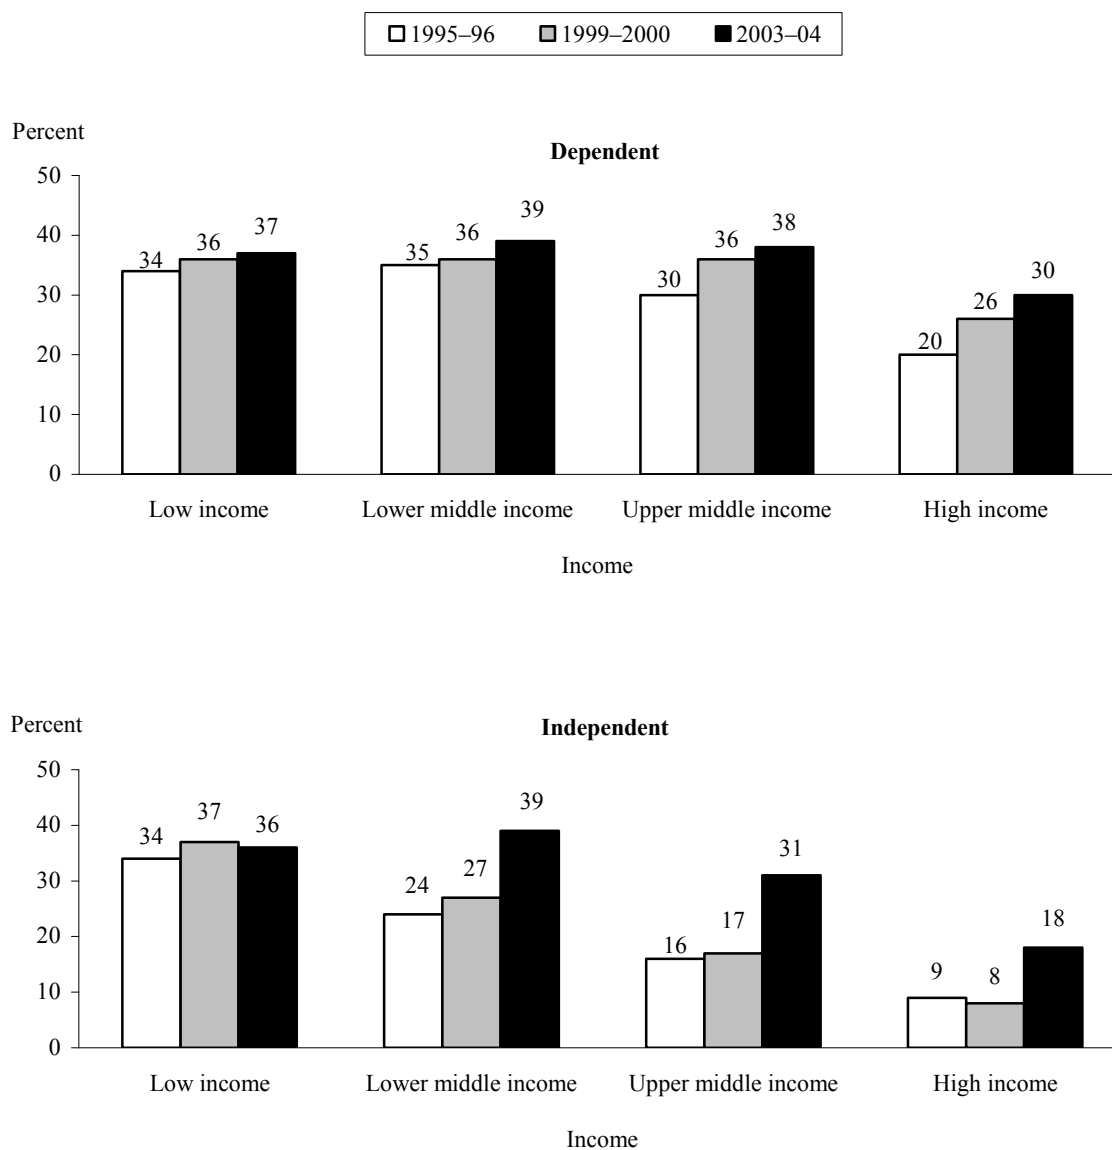 1995–96 1999–2000 2003–04
Percent
Dependent
50
40
30
20
10
0
34 36 37
35 36 39
30 36 38
20 26 30
Low income Lower middle income Upper middle income High income
Income
Percent
Independent
50
40
30
20
10
0
34 37 36
24 27 39
16 17 31
9 8 18
Low income Lower middle income Upper middle income High income
Income